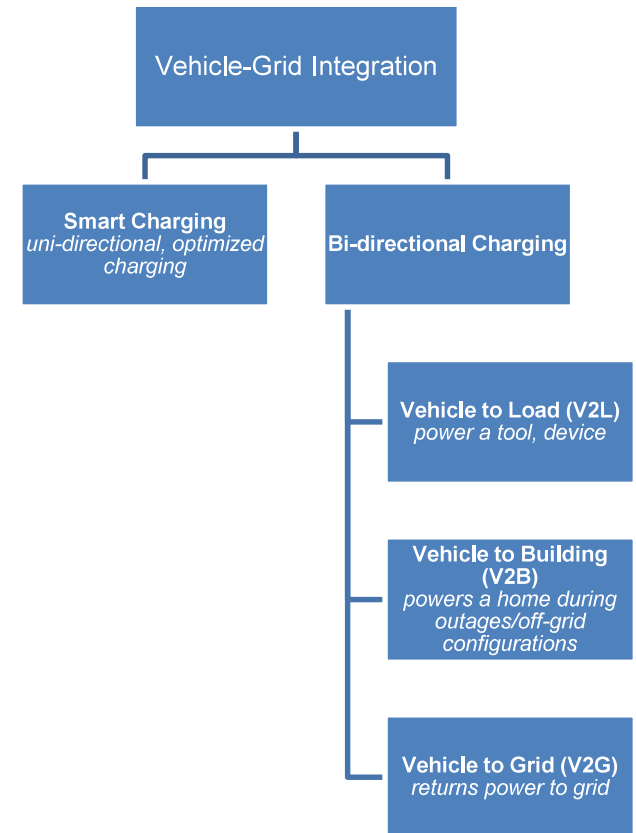 Vehicle-Grid Integration
Smart Charging
uni-directional, optimized
charging
Bi-directional Charging
Vehicle to Load (V2L)
power a tool, device
Vehicle to Building
(V2B)
powers a home during
outages/off-grid
configurations
Vehicle to Grid (V2G)
returns power to grid